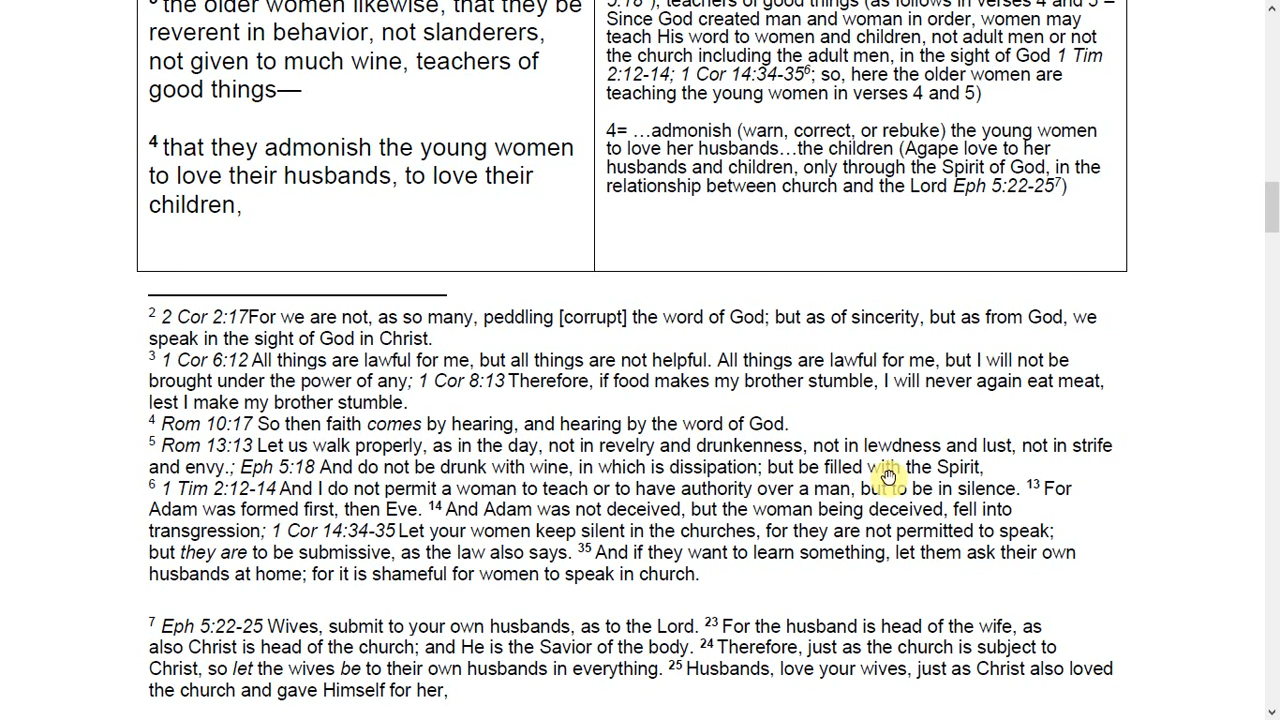 3 the older women likewise, that they be
reverent in behavior, not slanderers,
not given to much wine, teachers of
good things—
4 that they admonish the young women
to love their husbands, to love their
children,
5:18 ), teachers of good things (as follows in verses 4 and 5 =
Since God created man and woman in order, women may
teach His word to women and children, not adult men or not
the church including the adult men, in the sight of God 1 Tim
2:12-14; 1 Cor 14:34-35⁶; so, here the older women are
teaching the young women in verses 4 and 5)
4= …admonish (warn, correct, or rebuke) the young women
to love her husbands…the children (Agape love to her
husbands and children, only through the Spirit of God, in the
relationship between church and the Lord Eph 5:22-25⁷)
² 2 Cor 2:17For we are not, as so many, peddling [corrupt] the word of God; but as of sincerity, but as from God, we
speak in the sight of God in Christ.
³ 1 Cor 6:12 All things are lawful for me, but all things are not helpful. All things are lawful for me, but I will not be
brought under the power of any; 1 Cor 8:13 Therefore, if food makes my brother stumble, I will never again eat meat,
lest I make my brother stumble.
⁴ Rom 10:17 So then faith comes by hearing, and hearing by the word of God.
⁵ Rom 13:13 Let us walk properly, as in the day, not in revelry and drunkenness, not in lewdness and lust, not in strife
and envy.; Eph 5:18 And do not be drunk with wine, in which is dissipation; but be filled with the Spirit,
⁶ 1 Tim 2:12-14 And I do not permit a woman to teach or to have authority over a man, but to be in silence. ¹³ For
Adam was formed first, then Eve. ¹⁴ And Adam was not deceived, but the woman being deceived, fell into
transgression; 1 Cor 14:34-35 Let your women keep silent in the churches, for they are not permitted to speak;
but they are to be submissive, as the law also says. ³⁵ And if they want to learn something, let them ask their own
husbands at home; for it is shameful for women to speak in church.
⁷ Eph 5:22-25 Wives, submit to your own husbands, as to the Lord. ²³ For the husband is head of the wife, as
also Christ is head of the church; and He is the Savior of the body. ²⁴ Therefore, just as the church is subject to
Christ, so let the wives be to their own husbands in everything. ²⁵ Husbands, love your wives, just as Christ also loved
the church and gave Himself for her,